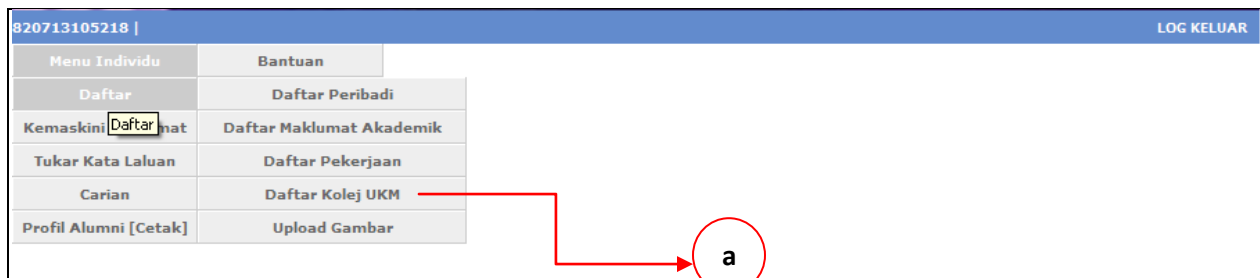 820713105218 | LOG KELUAR
Menu Individu Bantuan
Daftar Daftar Peribadi
Kemaskini Daftar mat Daftar Maklumat Akademik
Tukar Kata Laluan Daftar Pekerjaan
Carian Daftar Kolej UKM
Profil Alumni [Cetak] Upload Gambar
a